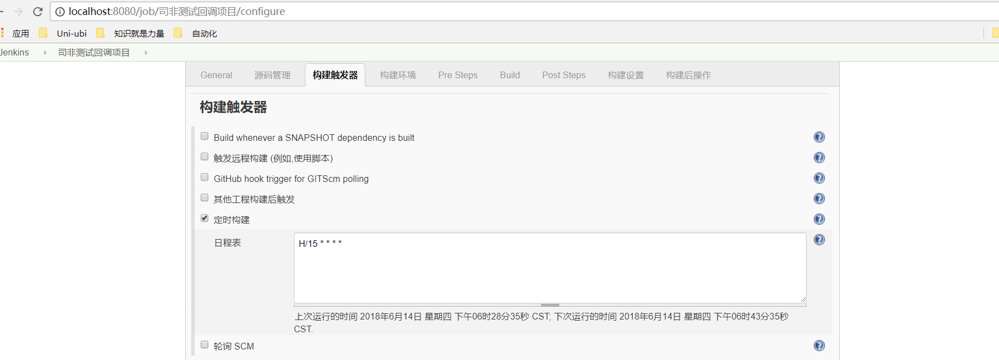 localhost:8080/job/司非测试回调项目/configure
应用 Uni-ubi 知识就是力量 自动化
Jenkins 司非测试回调项目
General 源码管理 构建触发器 构建环境 Pre Steps Build Post Steps 构建设置 构建后操作
构建触发器
Build whenever a SNAPSHOT dependency is built
触发远程构建 (例如,使用脚本)
GitHub hook trigger for GITScm polling
其他工程构建后触发
定时构建
日程表 H/15 * * * *
上次运行的时间 2018年6月14日 星期四 下午06时28分35秒 CST; 下次运行的时间 2018年6月14日 星期四 下午06时43分35秒
CST.
轮询 SCM